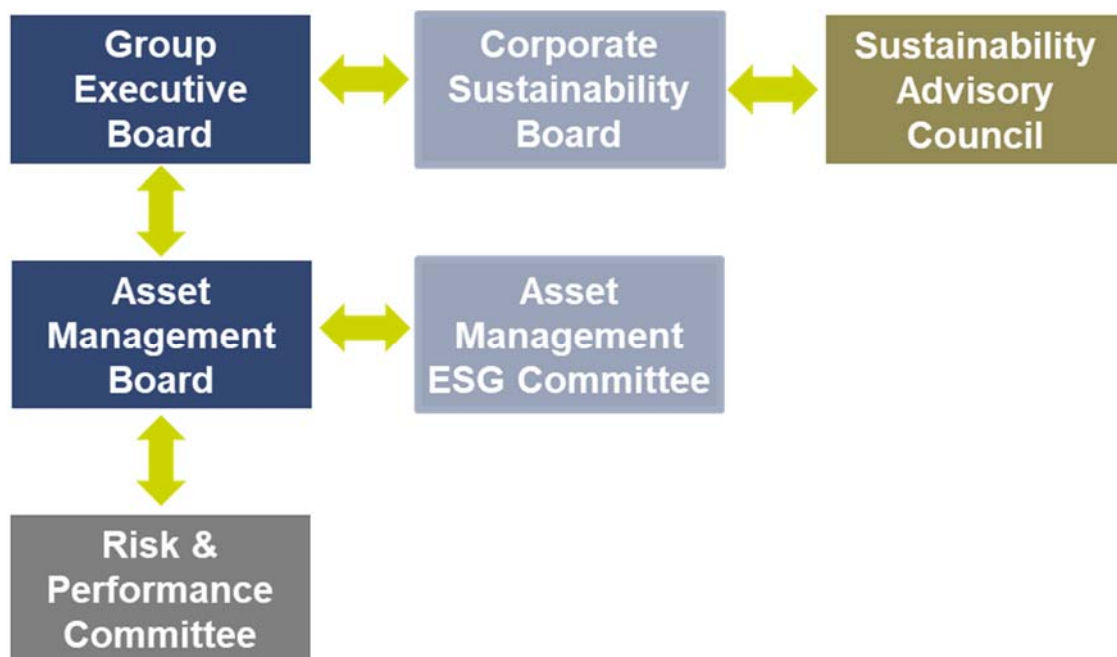 Group
Executive
Board
Corporate
Sustainability
Board
Sustainability
Advisory
Council
Asset
Management
Board
Asset
Management
ESG Committee
Risk &
Performance
Committee